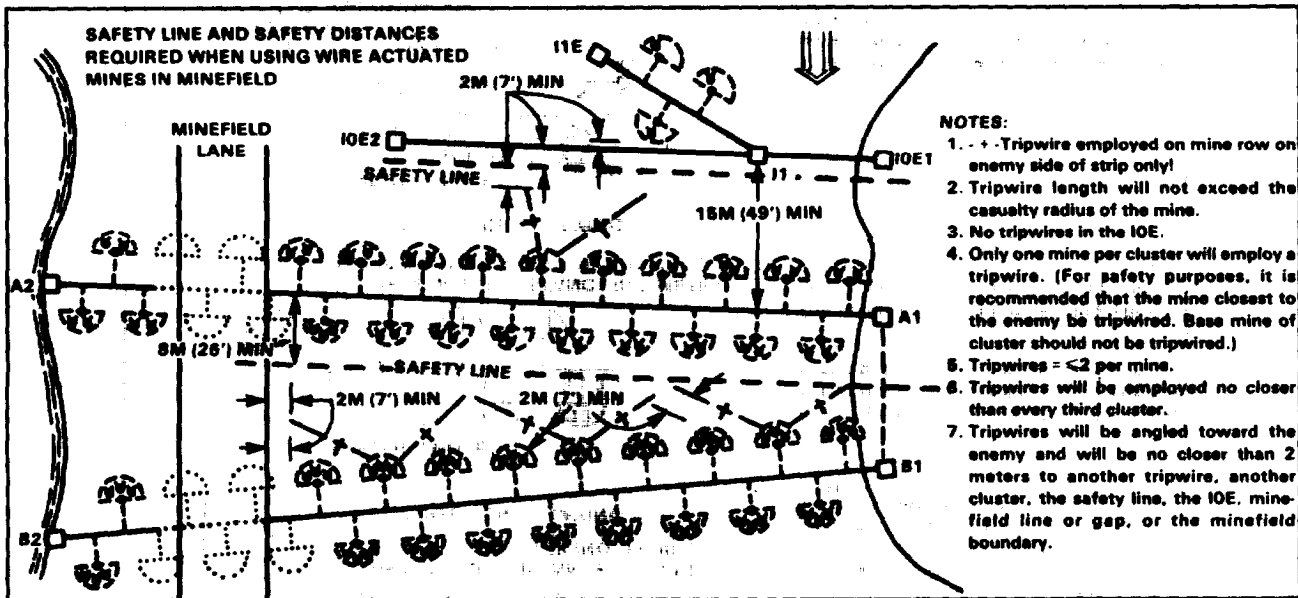 SAFETY LINE AND SAFETY DISTANCES
REQUIRED WHEN USING WIRE ACTUATED
MINES IN MINEFIELD
I1E
2M (7') MIN
MINEFIELD
LANE
I0E2
I0E1
I1
SAFETY LINE
15M (49') MIN
A2
A1
8M (26') MIN
SAFETY LINE
2M (7') MIN
2M (7') MIN
B1
B2
NOTES:
1. - + -Tripwire employed on mine row on
enemy side of strip only!
2. Tripwire length will not exceed the
casualty radius of the mine.
3. No tripwires in the IOE.
4. Only one mine per cluster will employ a
tripwire. (For safety purposes, it is
recommended that the mine closest to
the enemy be tripwired. Base mine of
cluster should not be tripwired.)
5. Tripwires = ≤2 per mine.
6. Tripwires will be employed no closer
than every third cluster.
7. Tripwires will be angled toward the
enemy and will be no closer than 2
meters to another tripwire, another
cluster, the safety line, the IOE, mine-
field line or gap, or the minefield
boundary.